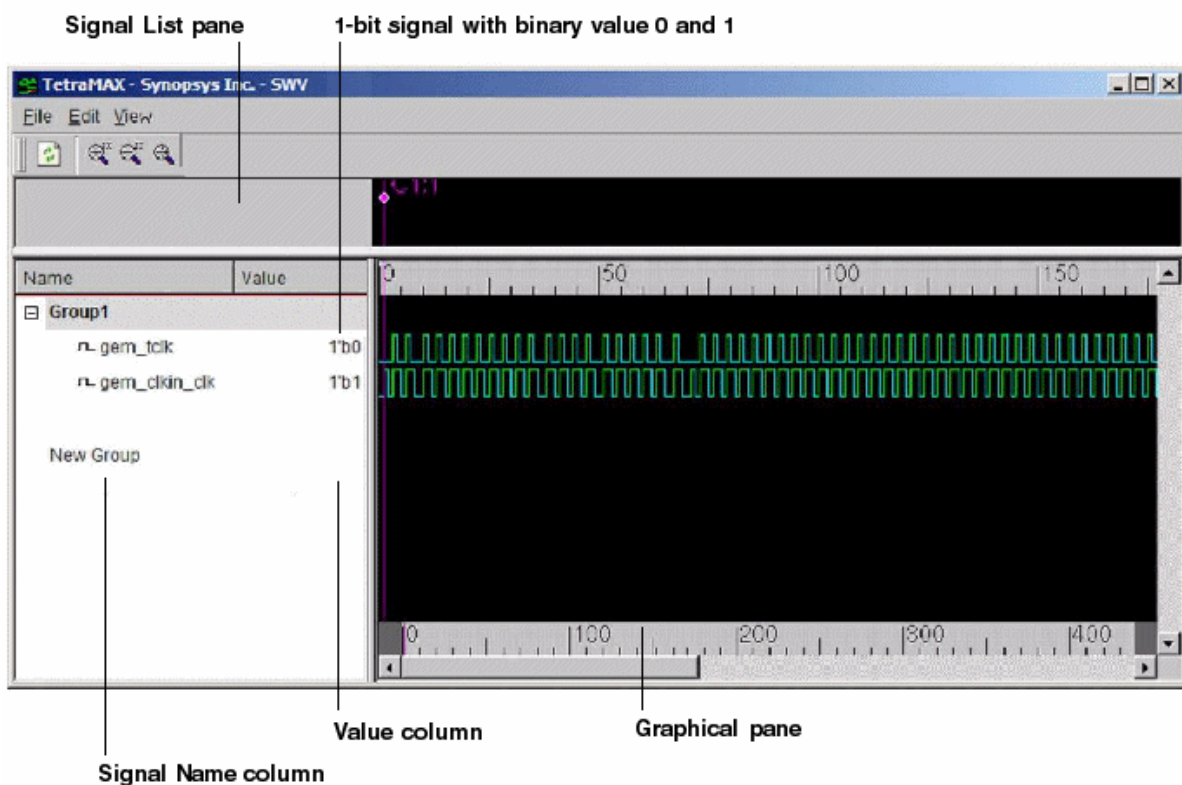 Signal List pane
1-bit signal with binary value 0 and 1
TetraMAX - Synopsys Inc. - SWV
File Edit View
C1:1
Name Value
0 50 100 150
Group1
gem_tclk 1'b0
gem_clkin_clk 1'b1
New Group
0 100 200 300 400
Value column
Graphical pane
Signal Name column